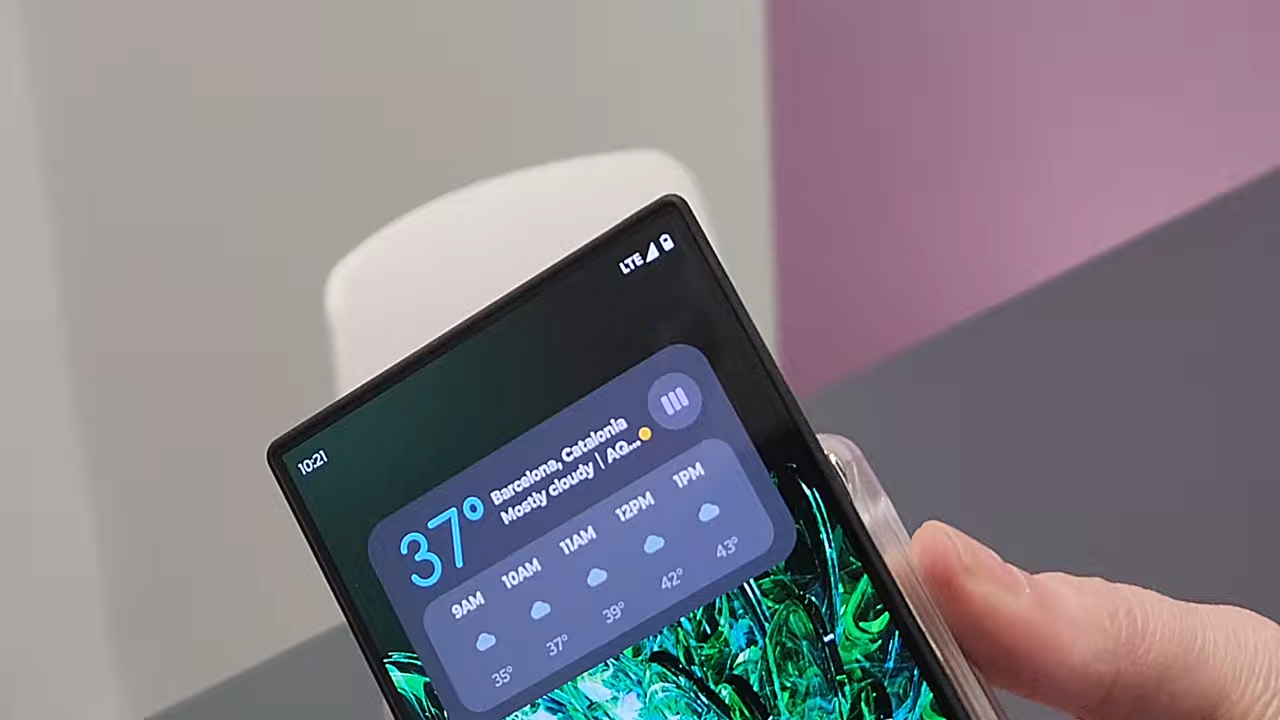 10:21
LTE
37°
Barcelona, Catalonia
Mostly cloudy | AQ...
9AM 10AM 11AM 12PM 1PM
35° 37° 39° 42° 43°